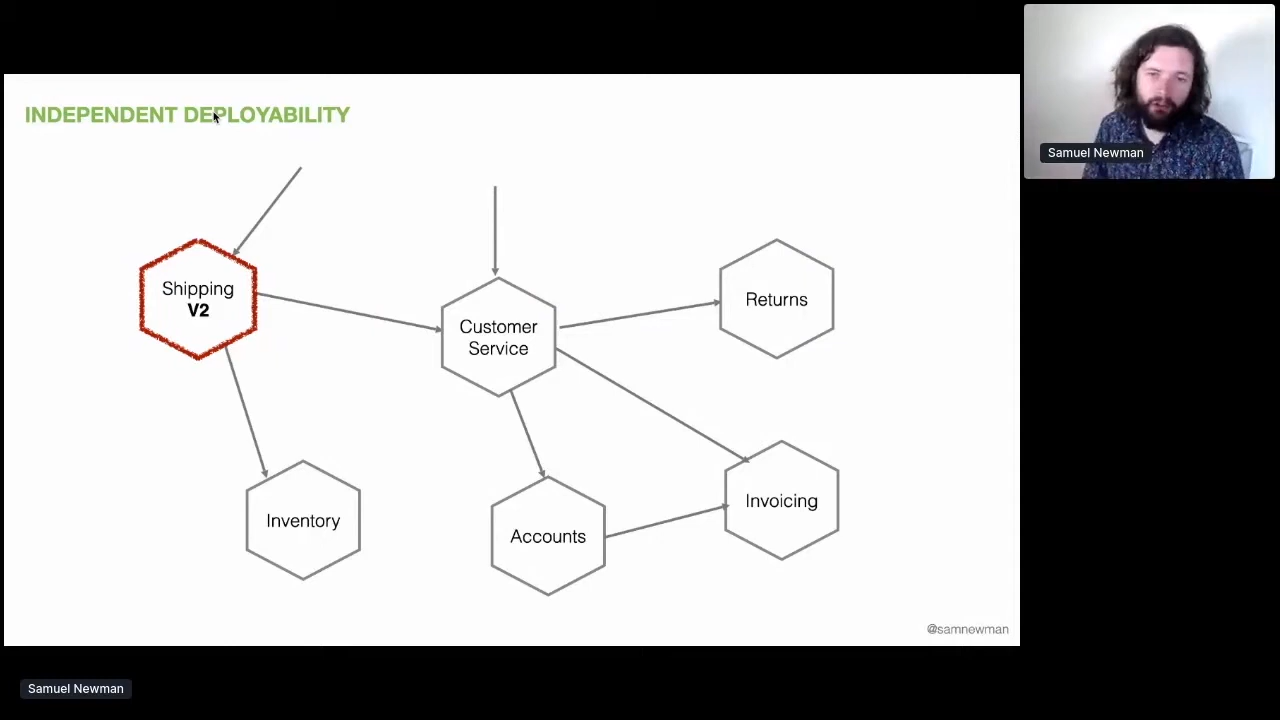 INDEPENDENT DEPLOYABILITY
Samuel Newman
Shipping
V2
Customer
Service
Returns
Inventory
Accounts
Invoicing
@samnewman
Samuel Newman